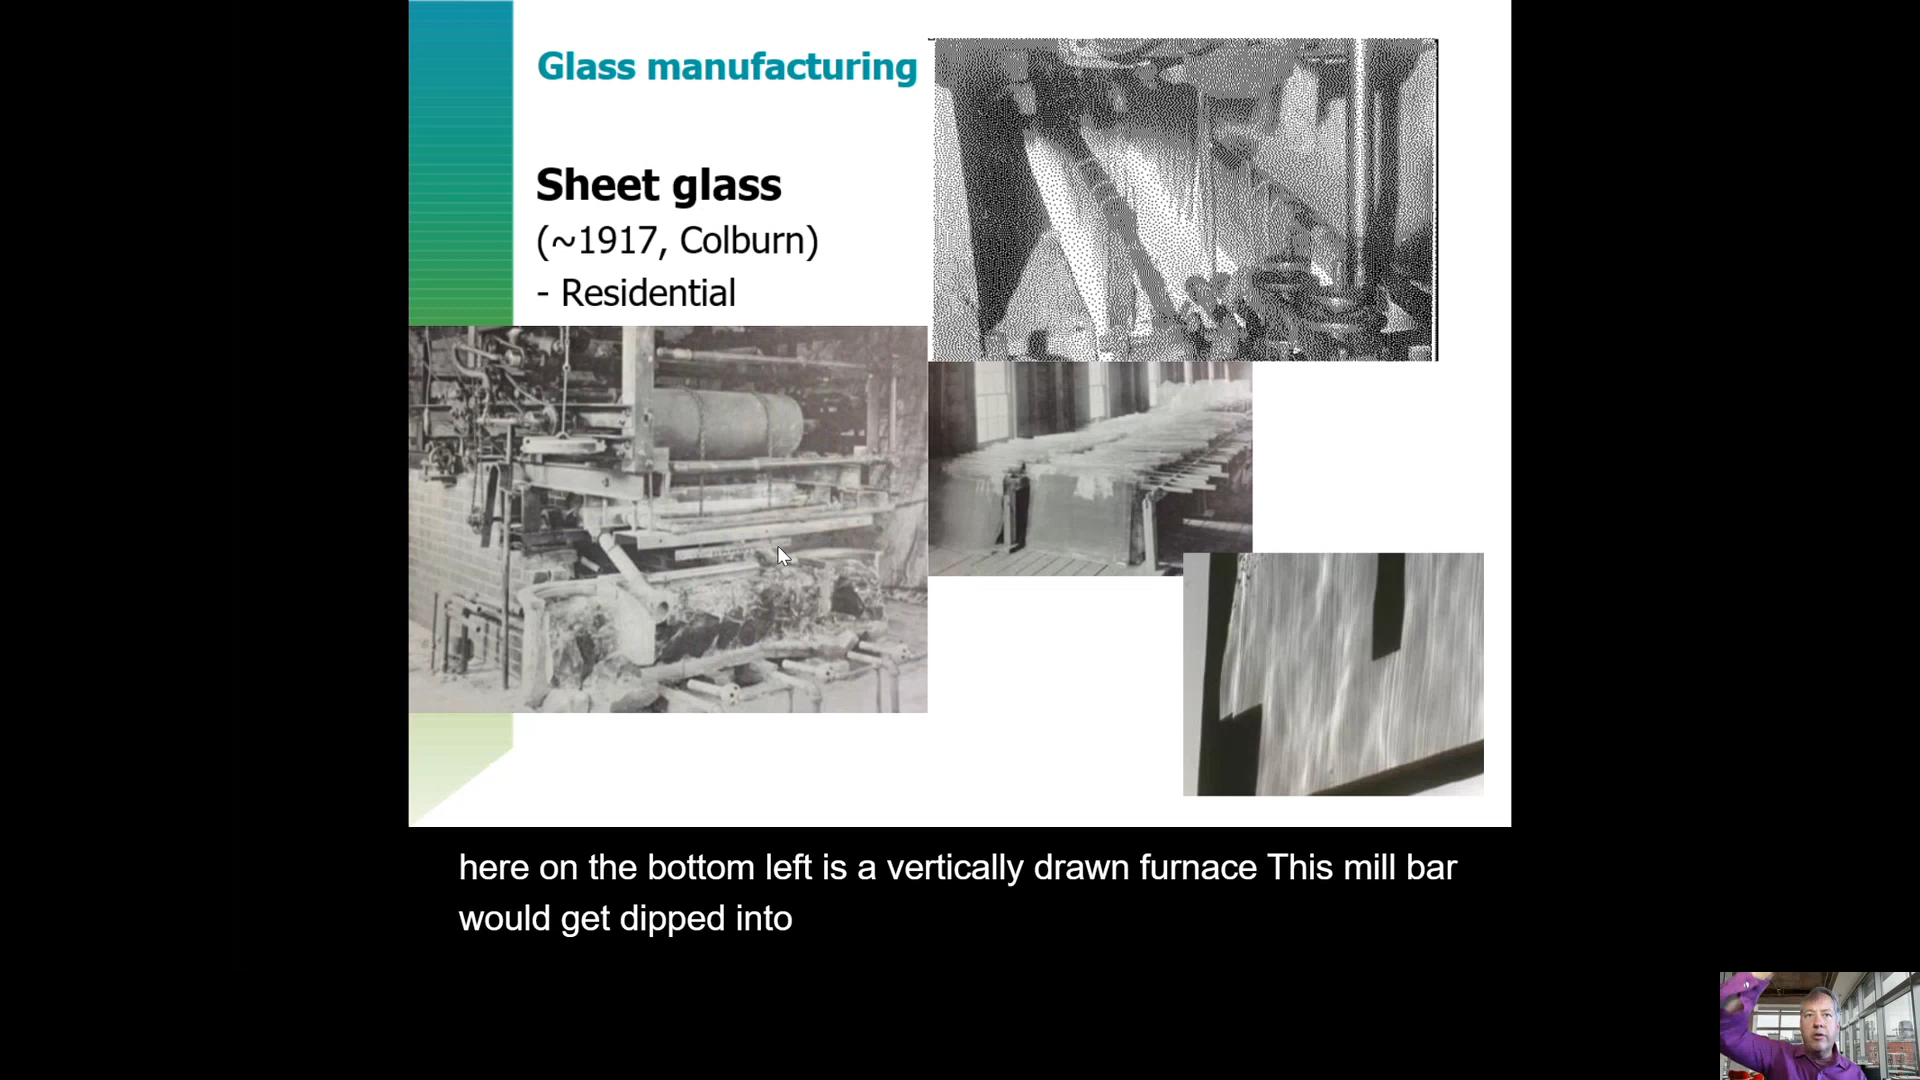 Glass manufacturing
Sheet glass
(~1917, Colburn)
- Residential
here on the bottom left is a vertically drawn furnace This mill bar
would get dipped into